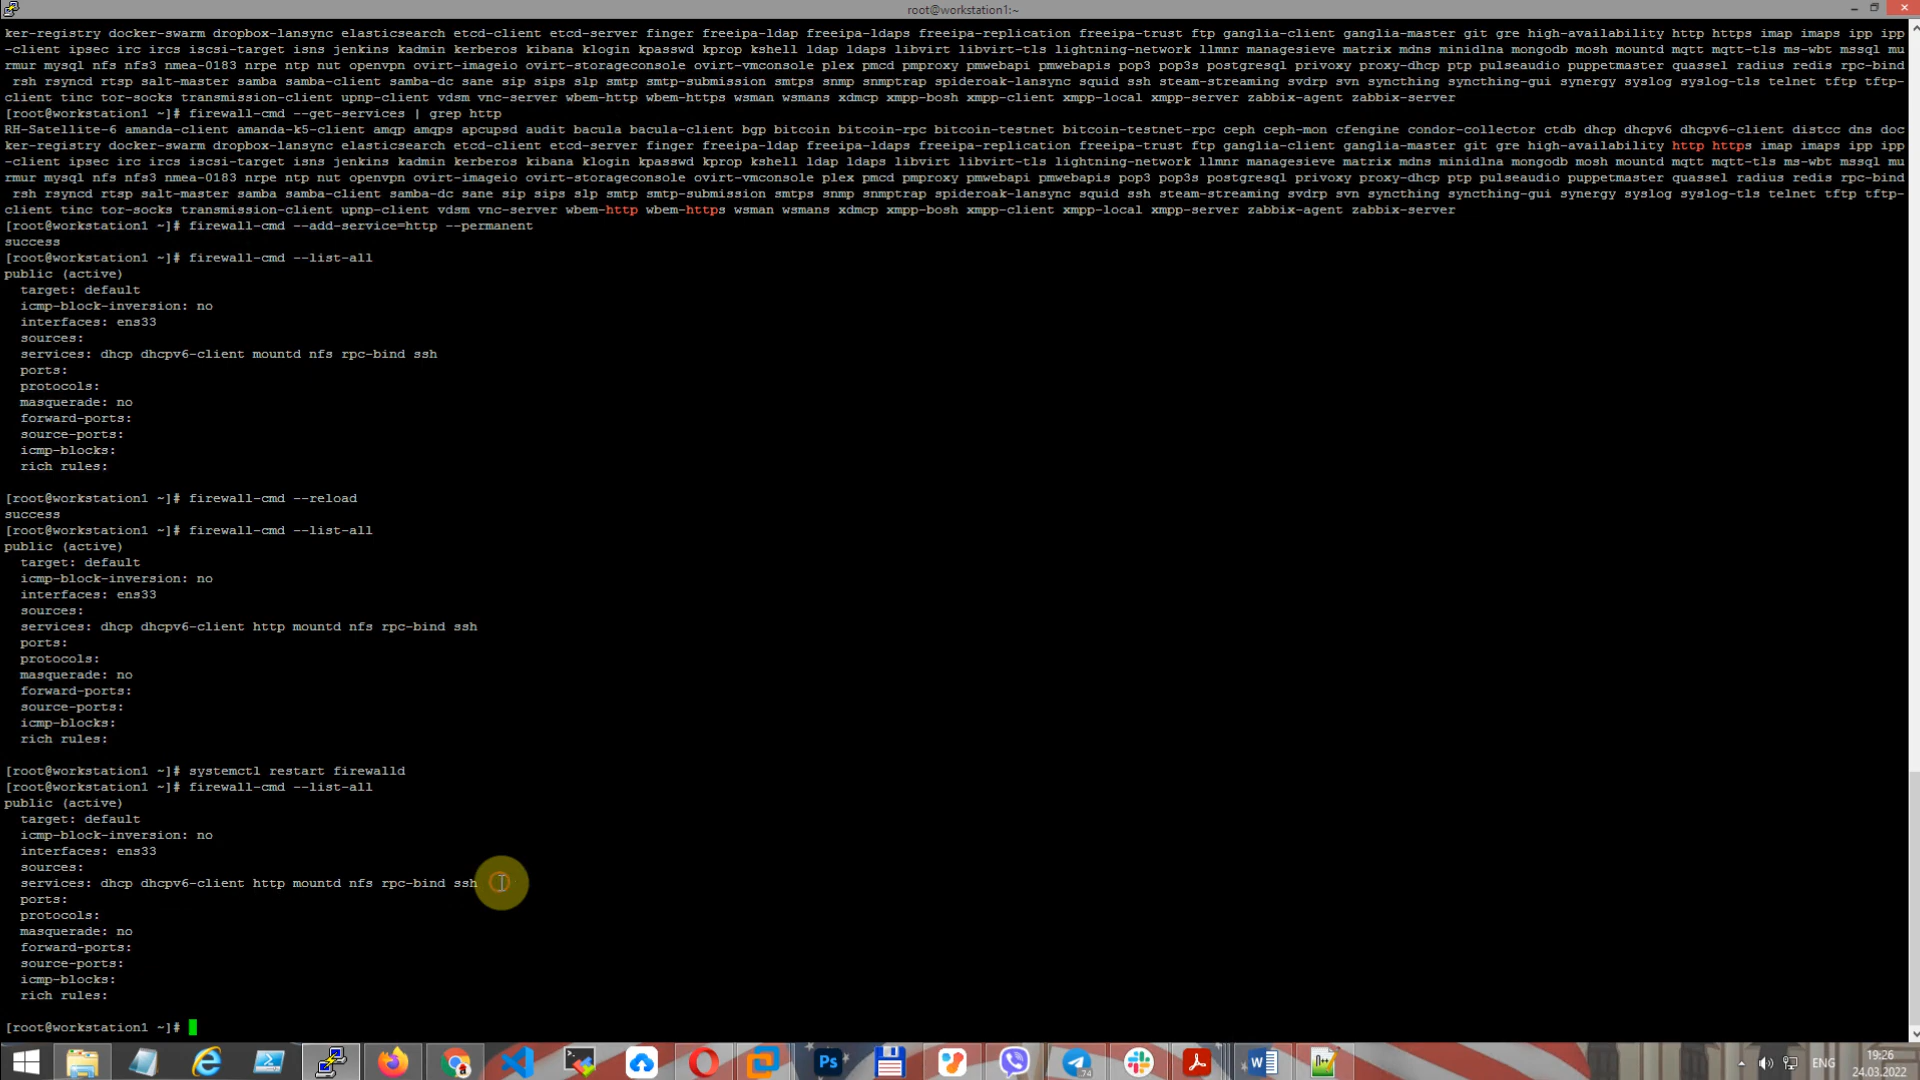 root@workstation1:~
ker-registry docker-swarm dropbox-lansync elasticsearch etcd-client etcd-server finger freeipa-ldap freeipa-ldaps freeipa-replication freeipa-trust ftp ganglia-client ganglia-master git gre high-availability http https imap imaps ipp ipp
-client ipsec irc ircs iscsi-target isns jenkins kadmin kerberos kibana klogin kpasswd kprop kshell ldap ldaps libvirt libvirt-tls lightning-network llmnr managesieve matrix mdns minidlna mongodb mosh mountd mqtt mqtt-tls ms-wbt mssql mu
rmur mysql nfs nfs3 nmea-0183 nrpe ntp nut openvpn ovirt-imageio ovirt-storageconsole ovirt-vmconsole plex pmcd pmproxy pmwebapi pmwebapis pop3 pop3s postgresql privoxy proxy-dhcp ptp pulseaudio puppetmaster quassel radius redis rpc-bind
rsh rsyncd rtsp salt-master samba samba-client samba-dc sane sip sips slp smtp smtp-submission smtps snmp snmptrap spideroak-lansync squid ssh steam-streaming svdrp svn syncthing syncthing-gui synergy syslog syslog-tls telnet tftp tftp-
client tinc tor-socks transmission-client upnp-client vdsm vnc-server wbem-http wbem-https wsman wsmans xdmcp xmpp-bosh xmpp-client xmpp-local xmpp-server zabbix-agent zabbix-server
[root@workstation1 ~]# firewall-cmd --get-services | grep http
RH-Satellite-6 amanda-client amanda-k5-client amqp amqps apcupsd audit bacula bacula-client bgp bitcoin bitcoin-rpc bitcoin-testnet bitcoin-testnet-rpc ceph ceph-mon cfengine condor-collector ctdb dhcp dhcpv6 dhcpv6-client distcc dns doc
ker-registry docker-swarm dropbox-lansync elasticsearch etcd-client etcd-server finger freeipa-ldap freeipa-ldaps freeipa-replication freeipa-trust ftp ganglia-client ganglia-master git gre high-availability http https imap imaps ipp ipp
-client ipsec irc ircs iscsi-target isns jenkins kadmin kerberos kibana klogin kpasswd kprop kshell ldap ldaps libvirt libvirt-tls lightning-network llmnr managesieve matrix mdns minidlna mongodb mosh mountd mqtt mqtt-tls ms-wbt mssql mu
rmur mysql nfs nfs3 nmea-0183 nrpe ntp nut openvpn ovirt-imageio ovirt-storageconsole ovirt-vmconsole plex pmcd pmproxy pmwebapi pmwebapis pop3 pop3s postgresql privoxy proxy-dhcp ptp pulseaudio puppetmaster quassel radius redis rpc-bind
rsh rsyncd rtsp salt-master samba samba-client samba-dc sane sip sips slp smtp smtp-submission smtps snmp snmptrap spideroak-lansync squid ssh steam-streaming svdrp svn syncthing syncthing-gui synergy syslog syslog-tls telnet tftp tftp-
client tinc tor-socks transmission-client upnp-client vdsm vnc-server wbem-http wbem-https wsman wsmans xdmcp xmpp-bosh xmpp-client xmpp-local xmpp-server zabbix-agent zabbix-server
[root@workstation1 ~]# firewall-cmd --add-service=http --permanent
success
[root@workstation1 ~]# firewall-cmd --list-all
public (active)
target: default
icmp-block-inversion: no
interfaces: ens33
sources:
services: dhcp dhcpv6-client mountd nfs rpc-bind ssh
ports:
protocols:
masquerade: no
forward-ports:
source-ports:
icmp-blocks:
rich rules:
[root@workstation1 ~]# firewall-cmd --reload
success
[root@workstation1 ~]# firewall-cmd --list-all
public (active)
target: default
icmp-block-inversion: no
interfaces: ens33
sources:
services: dhcp dhcpv6-client http mountd nfs rpc-bind ssh
ports:
protocols:
masquerade: no
forward-ports:
source-ports:
icmp-blocks:
rich rules:
[root@workstation1 ~]# systemctl restart firewalld
[root@workstation1 ~]# firewall-cmd --list-all
public (active)
target: default
icmp-block-inversion: no
interfaces: ens33
sources:
services: dhcp dhcpv6-client http mountd nfs rpc-bind ssh
ports:
protocols:
masquerade: no
forward-ports:
source-ports:
icmp-blocks:
rich rules:
[root@workstation1 ~]#
Ps
74
ENG
19:26
24.03.2022